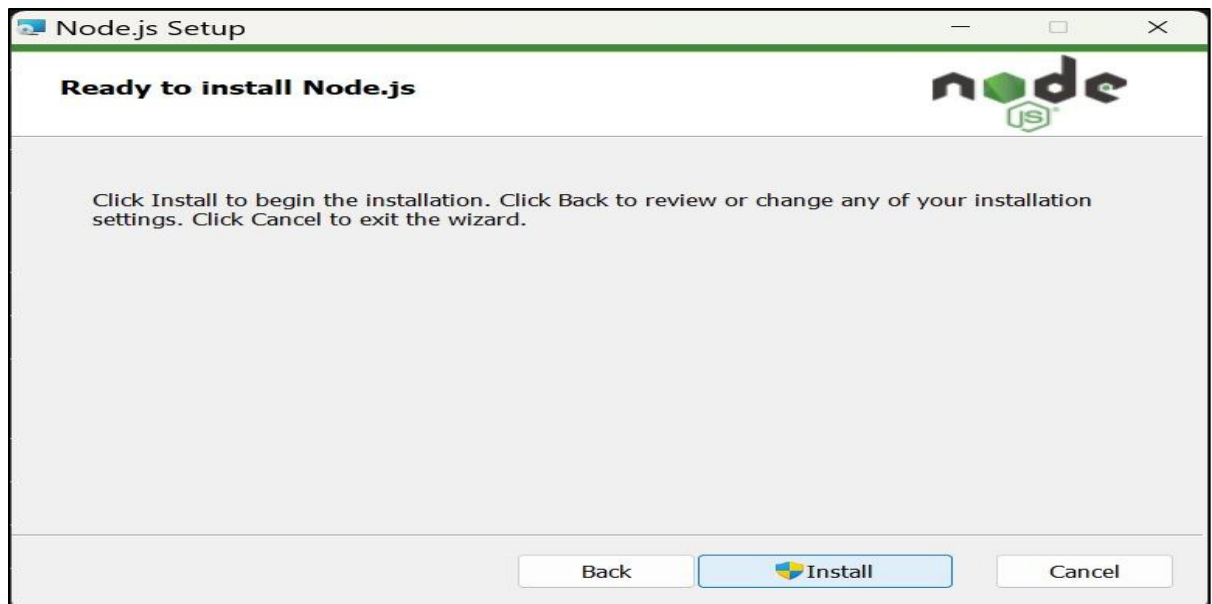 Node.js Setup
Ready to install Node.js
node
JS
Click Install to begin the installation. Click Back to review or change any of your installation
settings. Click Cancel to exit the wizard.
Back
Install
Cancel